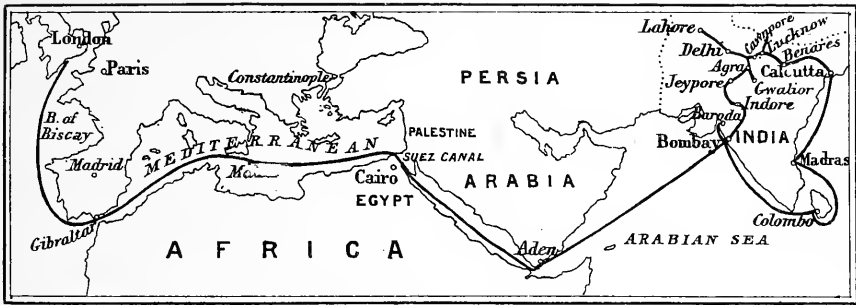 London
Paris
B. of
Biscay
Madrid
Gibraltar
MEDITERRANEAN
Constantinople
PALESTINE
SUEZ CANAL
Cairo
EGYPT
AFRICA
PERSIA
ARABIA
Aden
ARABIAN SEA
Lahore
Delhi
Agra
Jeypore
Cawnpore
Lucknow
Benares
Calcutta
Gwalior
Indore
Baroda
Bombay
INDIA
Madras
Colombo